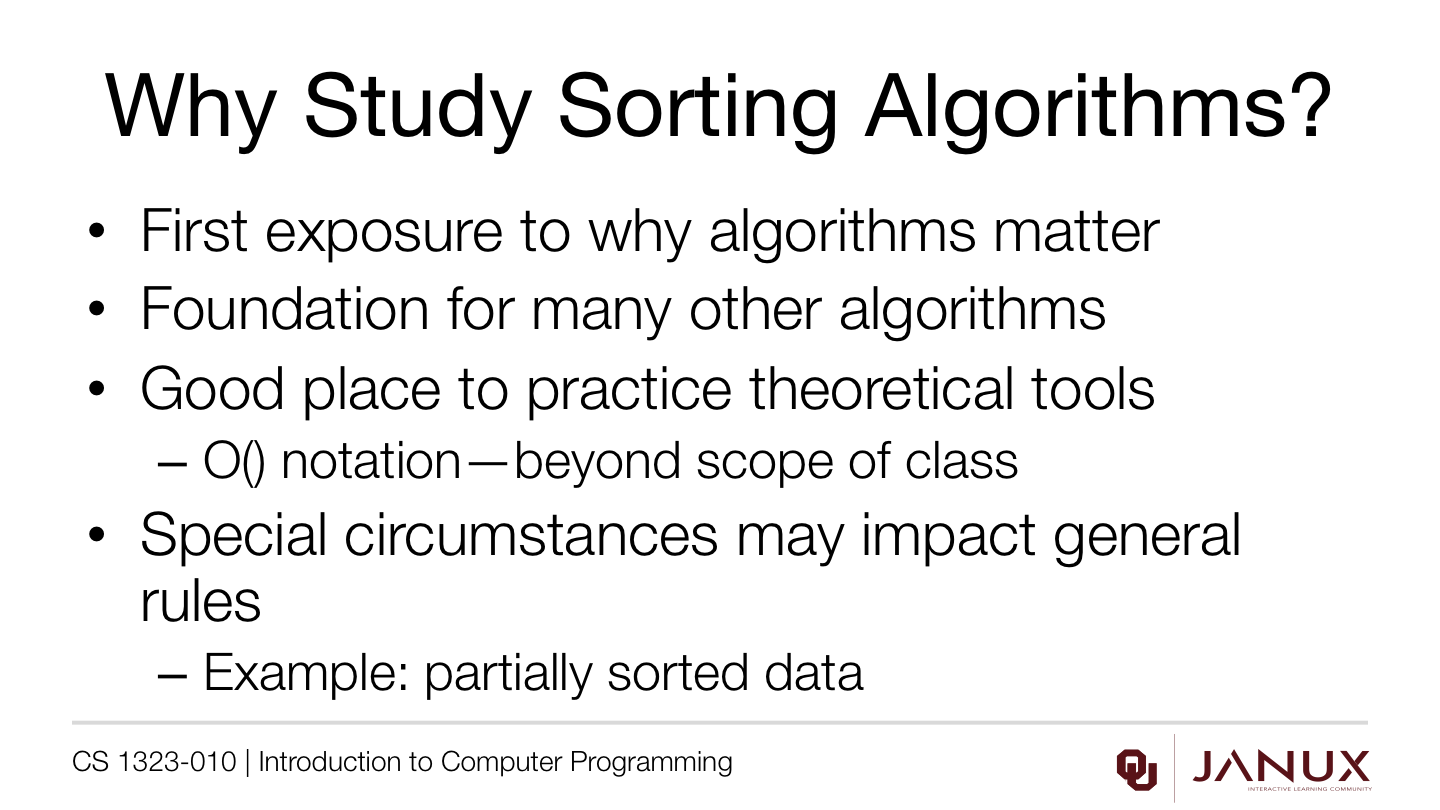 Why Study Sorting Algorithms?
• First exposure to why algorithms matter
• Foundation for many other algorithms
• Good place to practice theoretical tools
– O() notation—beyond scope of class
• Special circumstances may impact general
rules
– Example: partially sorted data
CS 1323-010 | Introduction to Computer Programming
OU
JANUX
INTERACTIVE LEARNING COMMUNITY